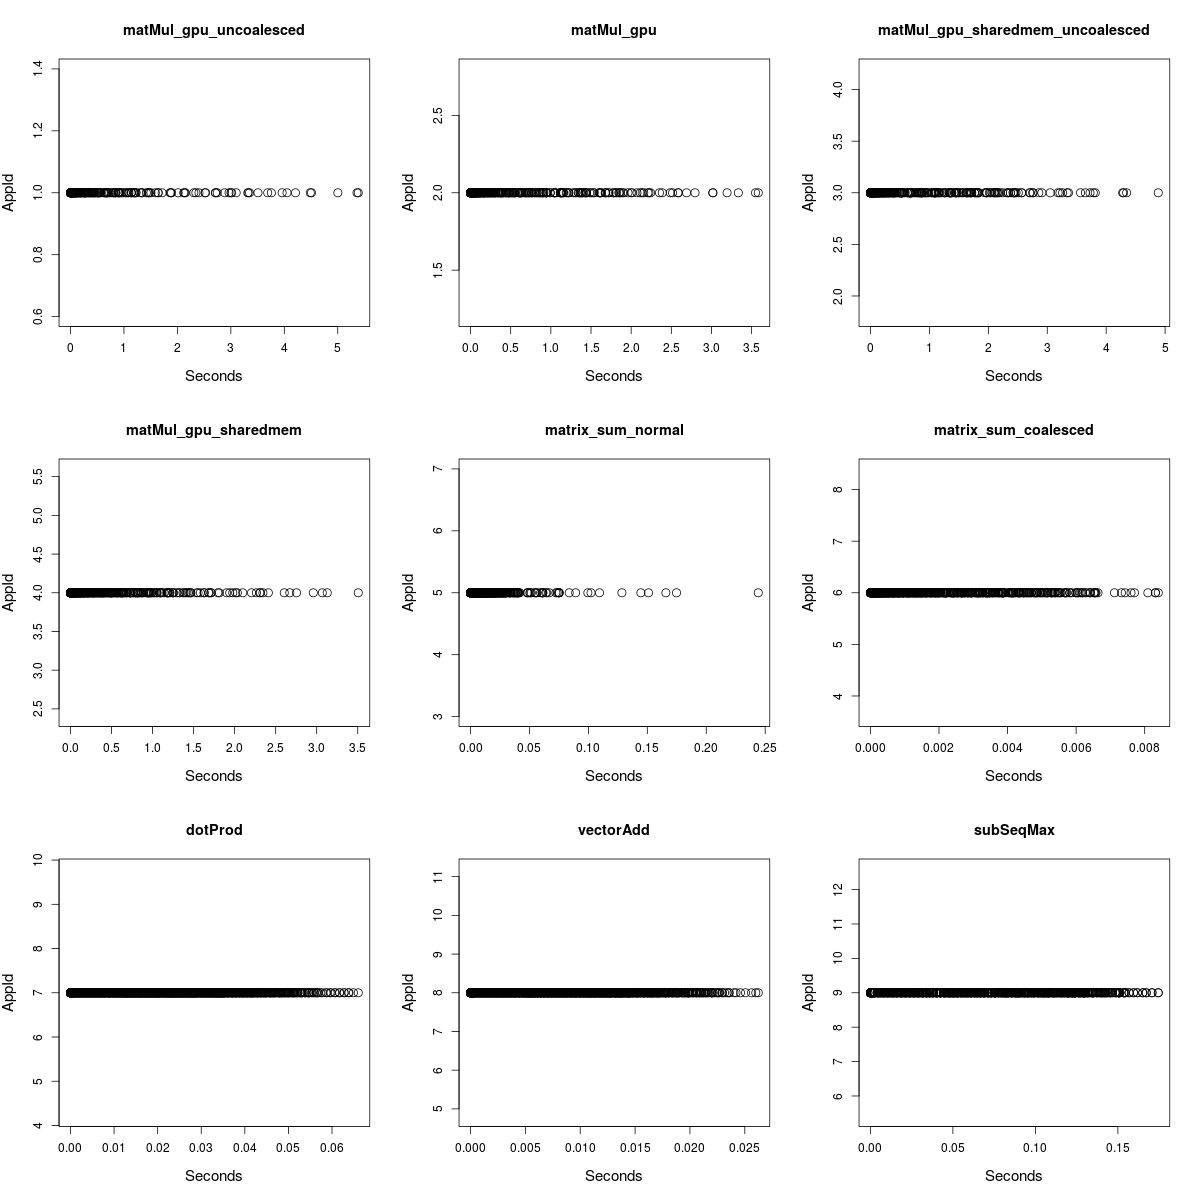 matMul_gpu_uncoalesced
AppId
0.6 0.8 1.0 1.2 1.4
0 1 2 3 4 5
Seconds
matMul_gpu
AppId
1.5 2.0 2.5
0.0 0.5 1.0 1.5 2.0 2.5 3.0 3.5
Seconds
matMul_gpu_sharedmem_uncoalesced
AppId
2.0 2.5 3.0 3.5 4.0
0 1 2 3 4 5
Seconds
matMul_gpu_sharedmem
AppId
2.5 3.0 3.5 4.0 4.5 5.0 5.5
0.0 0.5 1.0 1.5 2.0 2.5 3.0 3.5
Seconds
matrix_sum_normal
AppId
3 4 5 6 7
0.00 0.05 0.10 0.15 0.20 0.25
Seconds
matrix_sum_coalesced
AppId
4 5 6 7 8
0.000 0.002 0.004 0.006 0.008
Seconds
dotProd
AppId
4 5 6 7 8 9 10
0.00 0.01 0.02 0.03 0.04 0.05 0.06
Seconds
vectorAdd
AppId
5 6 7 8 9 10 11
0.000 0.005 0.010 0.015 0.020 0.025
Seconds
subSeqMax
AppId
6 7 8 9 10 11 12
0.00 0.05 0.10 0.15
Seconds